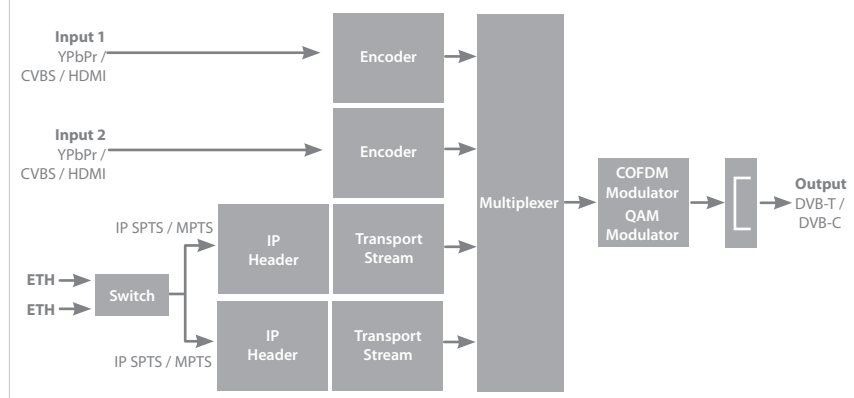 Input 1
YPbPr /
CVBS / HDMI
Encoder
Input 2
YPbPr /
CVBS / HDMI
Encoder
Multiplexer
COFDM
Modulator
QAM
Modulator
Output
DVB-T /
DVB-C
IP SPTS / MPTS
IP
Header
Transport
Stream
ETH
ETH
Switch
IP SPTS / MPTS
IP
Header
Transport
Stream